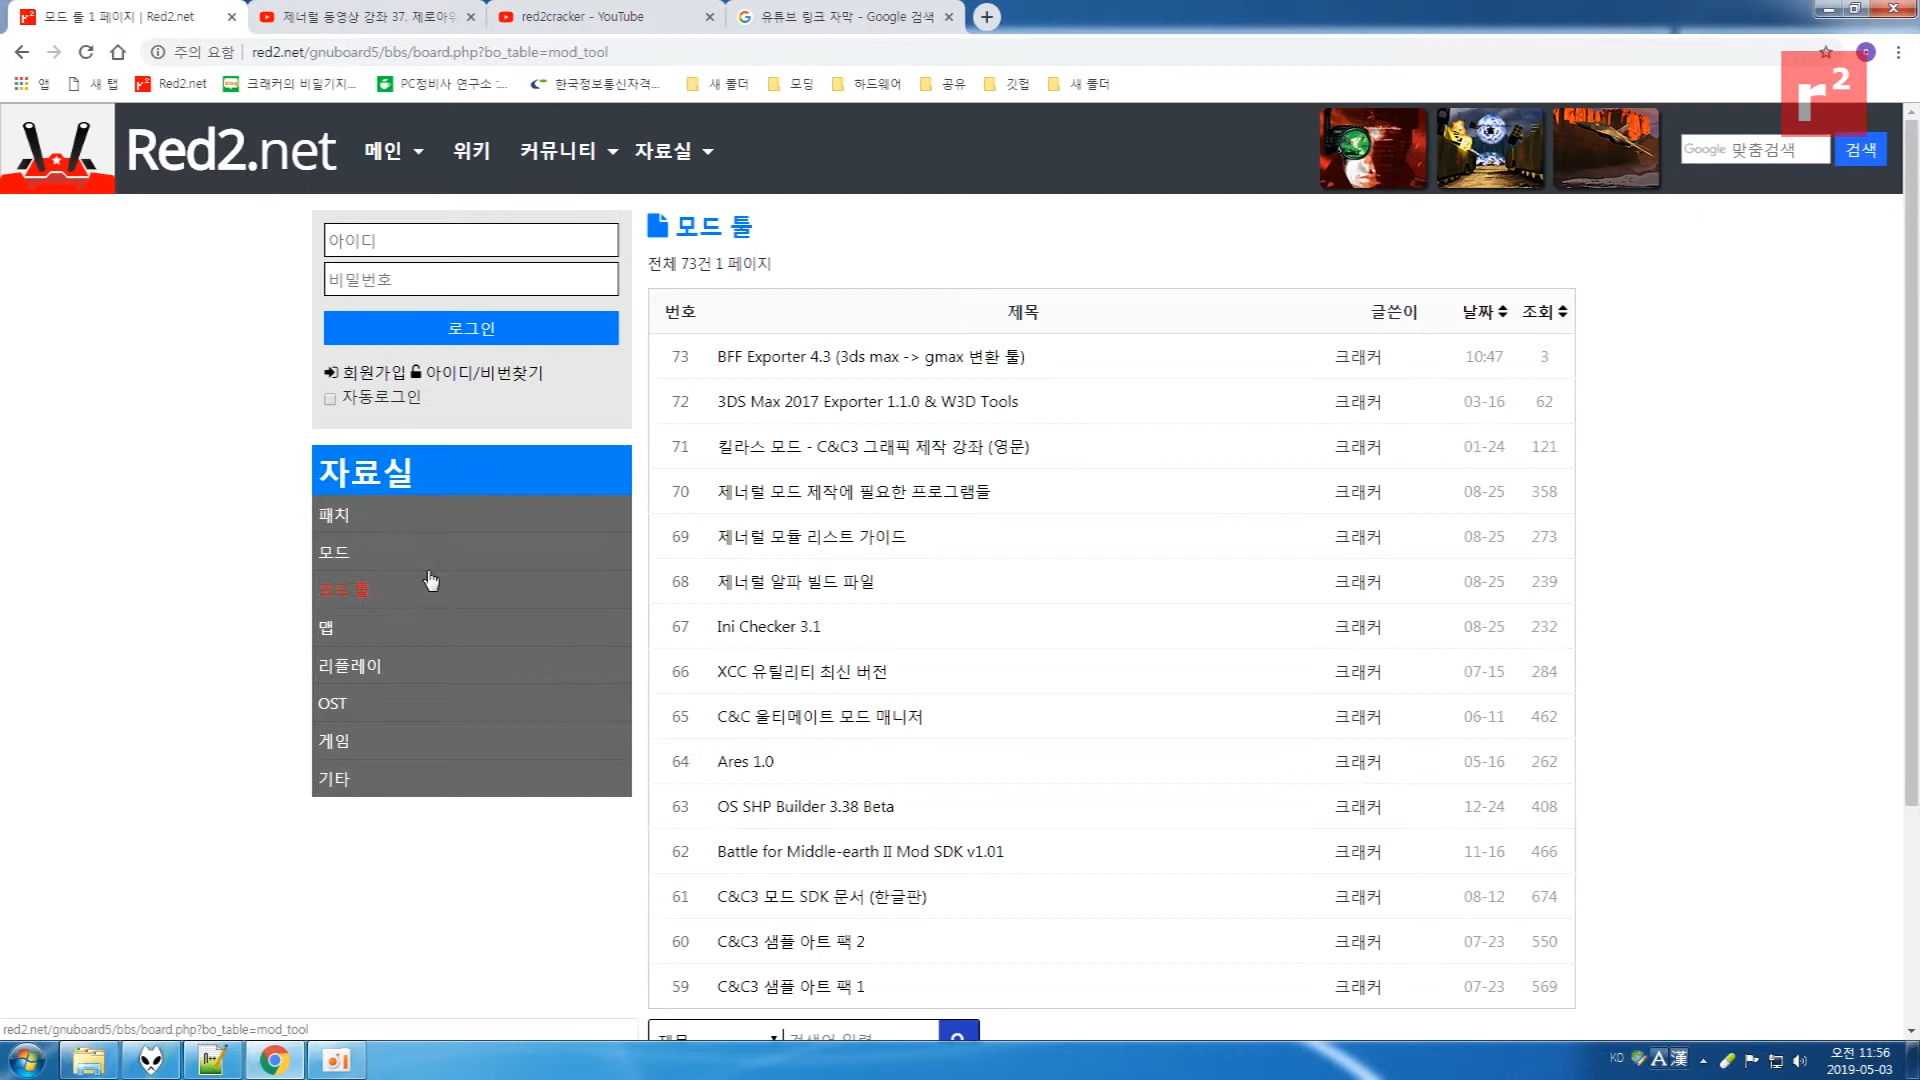 모드 툴 1 페이지 | Red2.net
제너럴 동영상 강좌 37. 제로아우
red2cracker - YouTube
유튜브 링크 자막 - Google 검색
주의 요함 | red2.net/gnuboard5/bbs/board.php?bo_table=mod_tool
앱 새 탭 Red2.net 크래커의 비밀기지... PC정비사 연구소 :... 한국정보통신자격... 새 폴더 모딩 하드웨어 공유 깃헙 새 폴더
r²
Red2.net 메인 위키 커뮤니티 자료실 Google 맞춤검색 검색
아이디
비밀번호
로그인
회원가입 아이디/비번찾기
자동로그인
자료실
패치
모드
모드 툴
맵
리플레이
OST
게임
기타
모드 툴
전체 73건 1 페이지
번호 제목 글쓴이 날짜 조회
73 BFF Exporter 4.3 (3ds max -> gmax 변환 툴) 크래커 10:47 3
72 3DS Max 2017 Exporter 1.1.0 & W3D Tools 크래커 03-16 62
71 킬라스 모드 - C&C3 그래픽 제작 강좌 (영문) 크래커 01-24 121
70 제너럴 모드 제작에 필요한 프로그램들 크래커 08-25 358
69 제너럴 모듈 리스트 가이드 크래커 08-25 273
68 제너럴 알파 빌드 파일 크래커 08-25 239
67 Ini Checker 3.1 크래커 08-25 232
66 XCC 유틸리티 최신 버전 크래커 07-15 284
65 C&C 울티메이트 모드 매니저 크래커 06-11 462
64 Ares 1.0 크래커 05-16 262
63 OS SHP Builder 3.38 Beta 크래커 12-24 408
62 Battle for Middle-earth II Mod SDK v1.01 크래커 11-16 466
61 C&C3 모드 SDK 문서 (한글판) 크래커 08-12 674
60 C&C3 샘플 아트 팩 2 크래커 07-23 550
59 C&C3 샘플 아트 팩 1 크래커 07-23 569
제목 검색어 입력
red2.net/gnuboard5/bbs/board.php?bo_table=mod_tool
KO A 漢 오전 11:56
2019-05-03